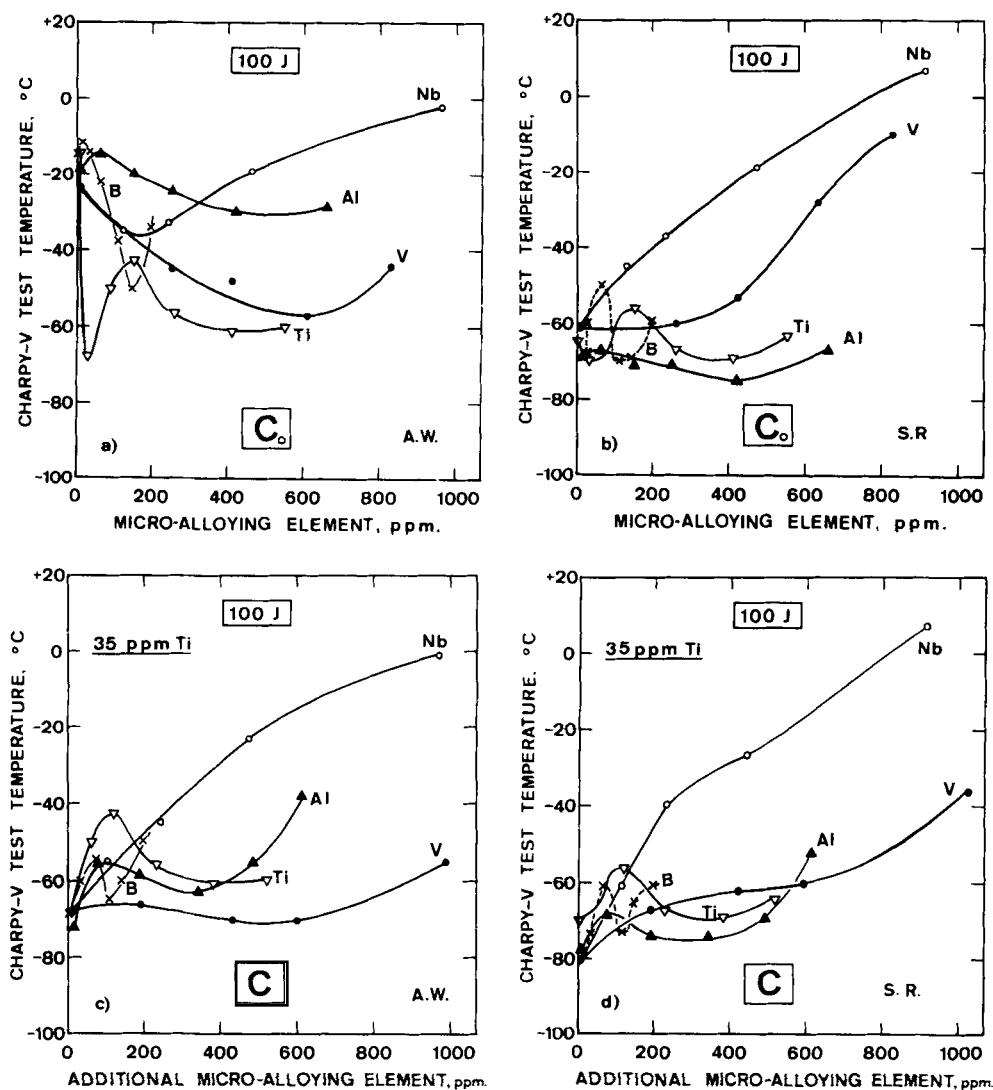 +20
0
-20
-40
-60
-80
-100
CHARPY-V TEST TEMPERATURE, °C
100 J
Nb
Al
B
V
Ti
C₀
a)
A.W.
0 200 400 600 800 1000
MICRO-ALLOYING ELEMENT, ppm.
+20
0
-20
-40
-60
-80
-100
CHARPY-V TEST TEMPERATURE, °C
100 J
Nb
V
Ti
B
Al
C₀
b)
S.R
0 200 400 600 800 1000
MICRO-ALLOYING ELEMENT, ppm.
+20
0
-20
-40
-60
-80
-100
CHARPY-V TEST TEMPERATURE, °C
100 J
35 ppm Ti
Nb
Al
V
B
Ti
C
c)
A.W.
0 200 400 600 800 1000
ADDITIONAL MICRO-ALLOYING ELEMENT, ppm.
+20
0
-20
-40
-60
-80
-100
CHARPY-V TEST TEMPERATURE. °C
100 J
35 ppm Ti
Nb
V
Al
B
Ti
C
d)
S. R.
0 200 400 600 800 1000
ADDITIONAL MICRO-ALLOYING ELEMENT, ppm.